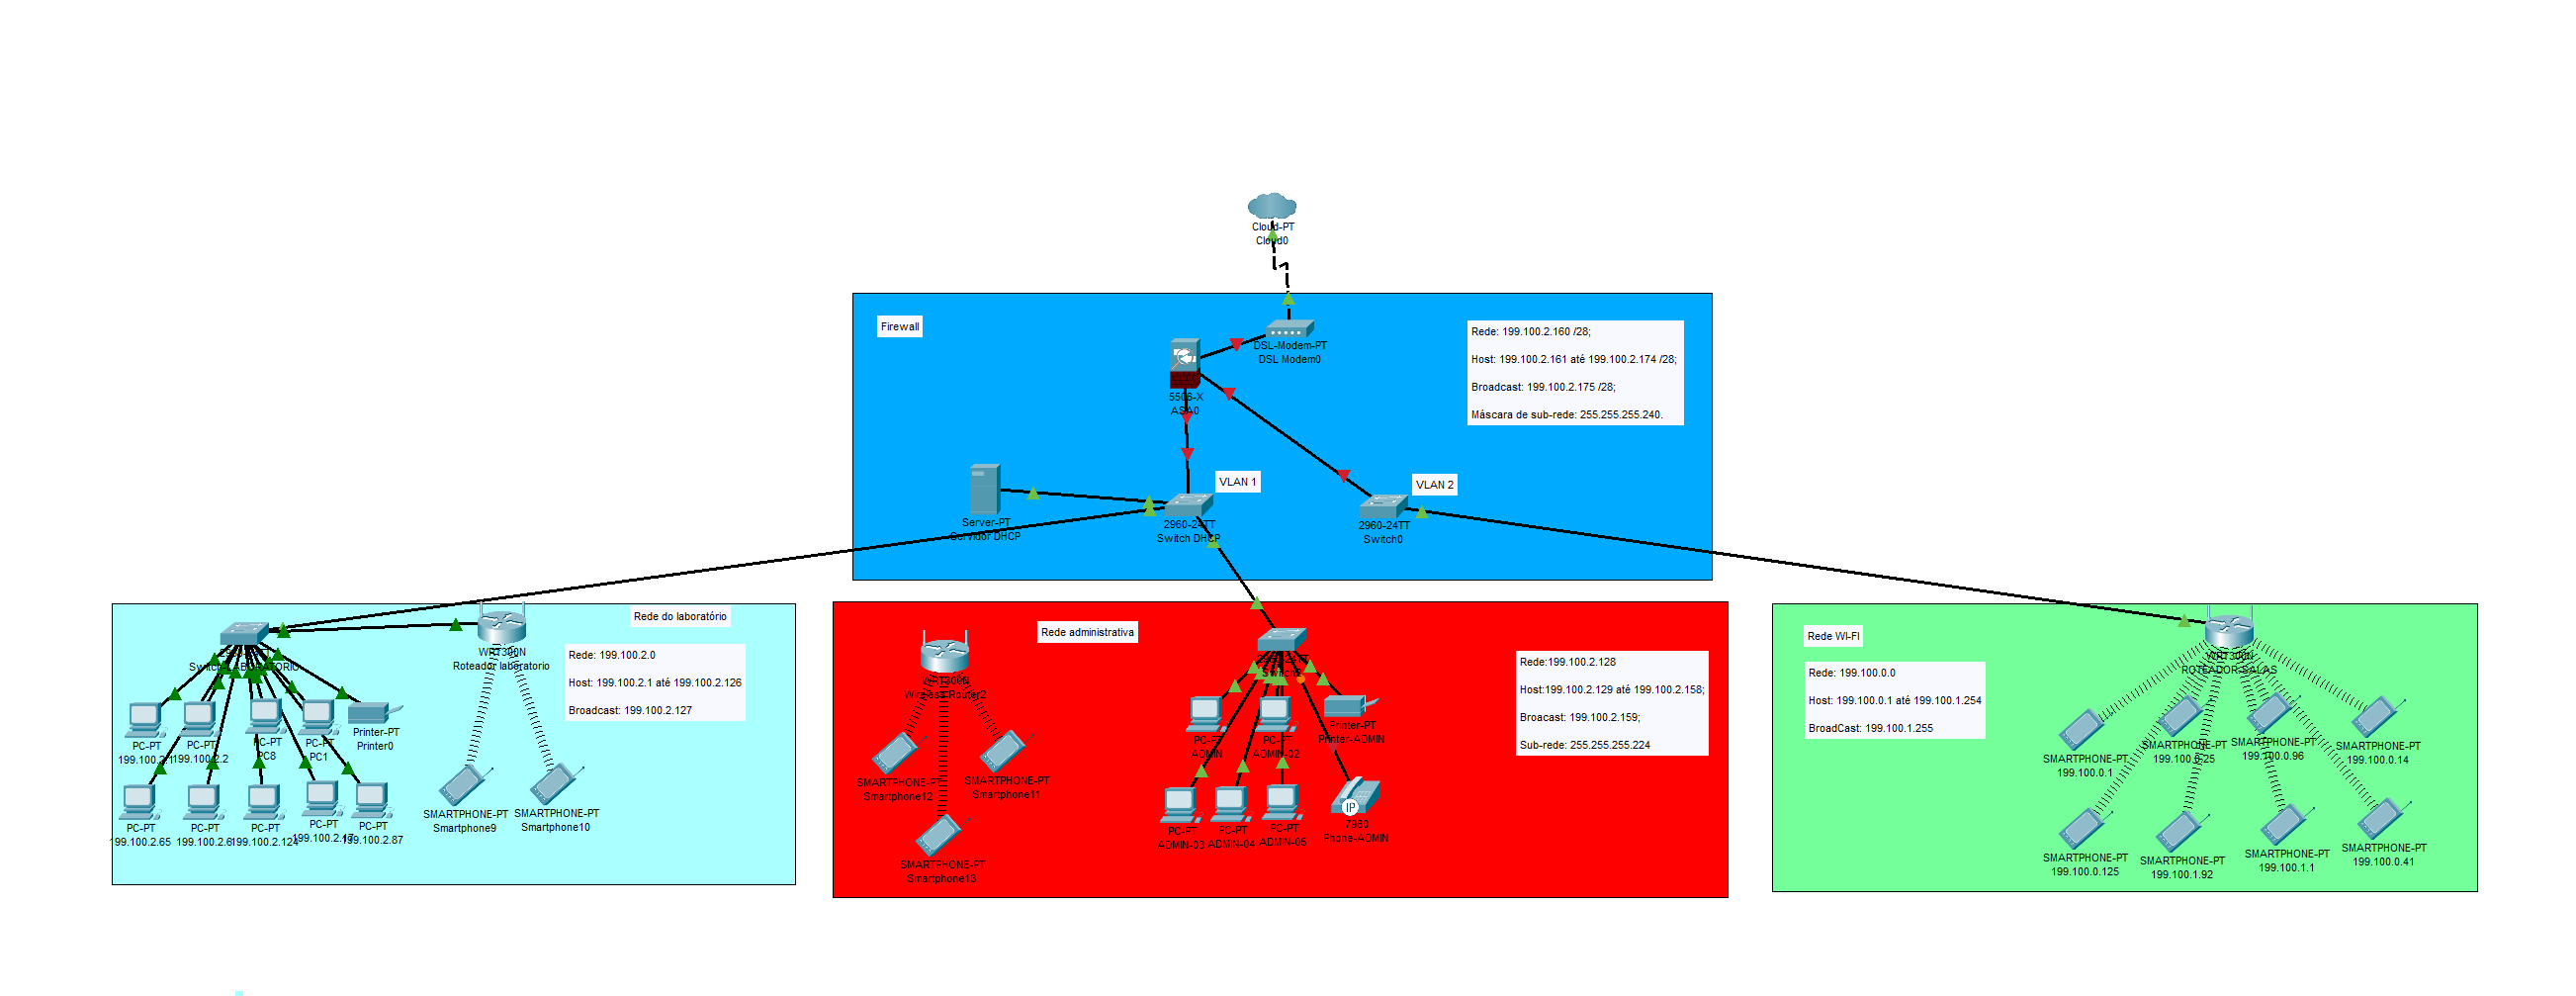 Cloud-PT
Cloud0
Firewall
DSL-Modem-PT
DSL Modem0
Rede: 199.100.2.160 /28;
Host: 199.100.2.161 até 199.100.2.174 /28;
Broadcast: 199.100.2.175 /28;
Máscara de sub-rede: 255.255.255.240.
5506-X
ASA0
VLAN 1
VLAN 2
Server-PT
Servidor DHCP
2960-24TT
Switch DHCP
2960-24TT
Switch0
Rede do laboratório
Switch-LABORATORIO
WRT300N
Roteador laboratorio
Rede: 199.100.2.0
Host: 199.100.2.1 até 199.100.2.126
Broadcast: 199.100.2.127
PC-PT
199.100.2.1
PC-PT
199.100.2.2
PC-PT
PC8
PC-PT
PC1
Printer-PT
Printer0
PC-PT
199.100.2.65
PC-PT
PC-PT
199.100.2.124
PC-PT
PC-PT
199.100.2.87
SMARTPHONE-PT
Smartphone9
SMARTPHONE-PT
Smartphone10
Rede administrativa
WRT300N
Wireless Router2
SMARTPHONE-PT
Smartphone12
SMARTPHONE-PT
Smartphone11
SMARTPHONE-PT
Smartphone13
Rede:199.100.2.128
Host:199.100.2.129 até 199.100.2.158;
Broacast: 199.100.2.159;
Sub-rede: 255.255.255.224
PC-PT
ADMIN
PC-PT
ADMIN-02
Printer-PT
Printer-ADMIN
PC-PT
ADMIN-03
PC-PT
ADMIN-04
PC-PT
ADMIN-05
IP
7960
Phone-ADMIN
Rede WI-FI
Rede: 199.100.0.0
Host: 199.100.0.1 até 199.100.1.254
BroadCast: 199.100.1.255
WRT300N
ROTEADOR-SALAS
SMARTPHONE-PT
199.100.0.1
SMARTPHONE-PT
199.100.0.25
SMARTPHONE-PT
199.100.0.96
SMARTPHONE-PT
199.100.0.14
SMARTPHONE-PT
199.100.0.125
SMARTPHONE-PT
199.100.1.92
SMARTPHONE-PT
199.100.1.1
SMARTPHONE-PT
199.100.0.41